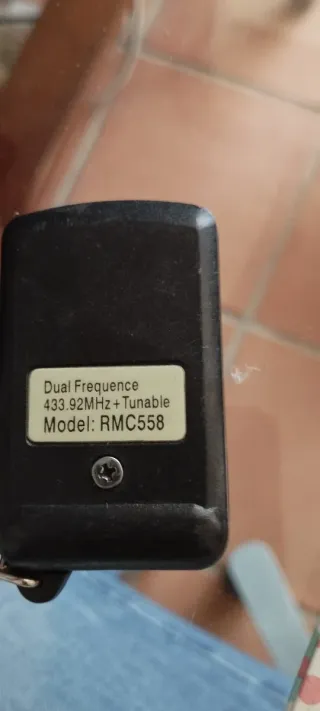 Dual Frequence
433.92MHz+Tunable
Model: RMC558